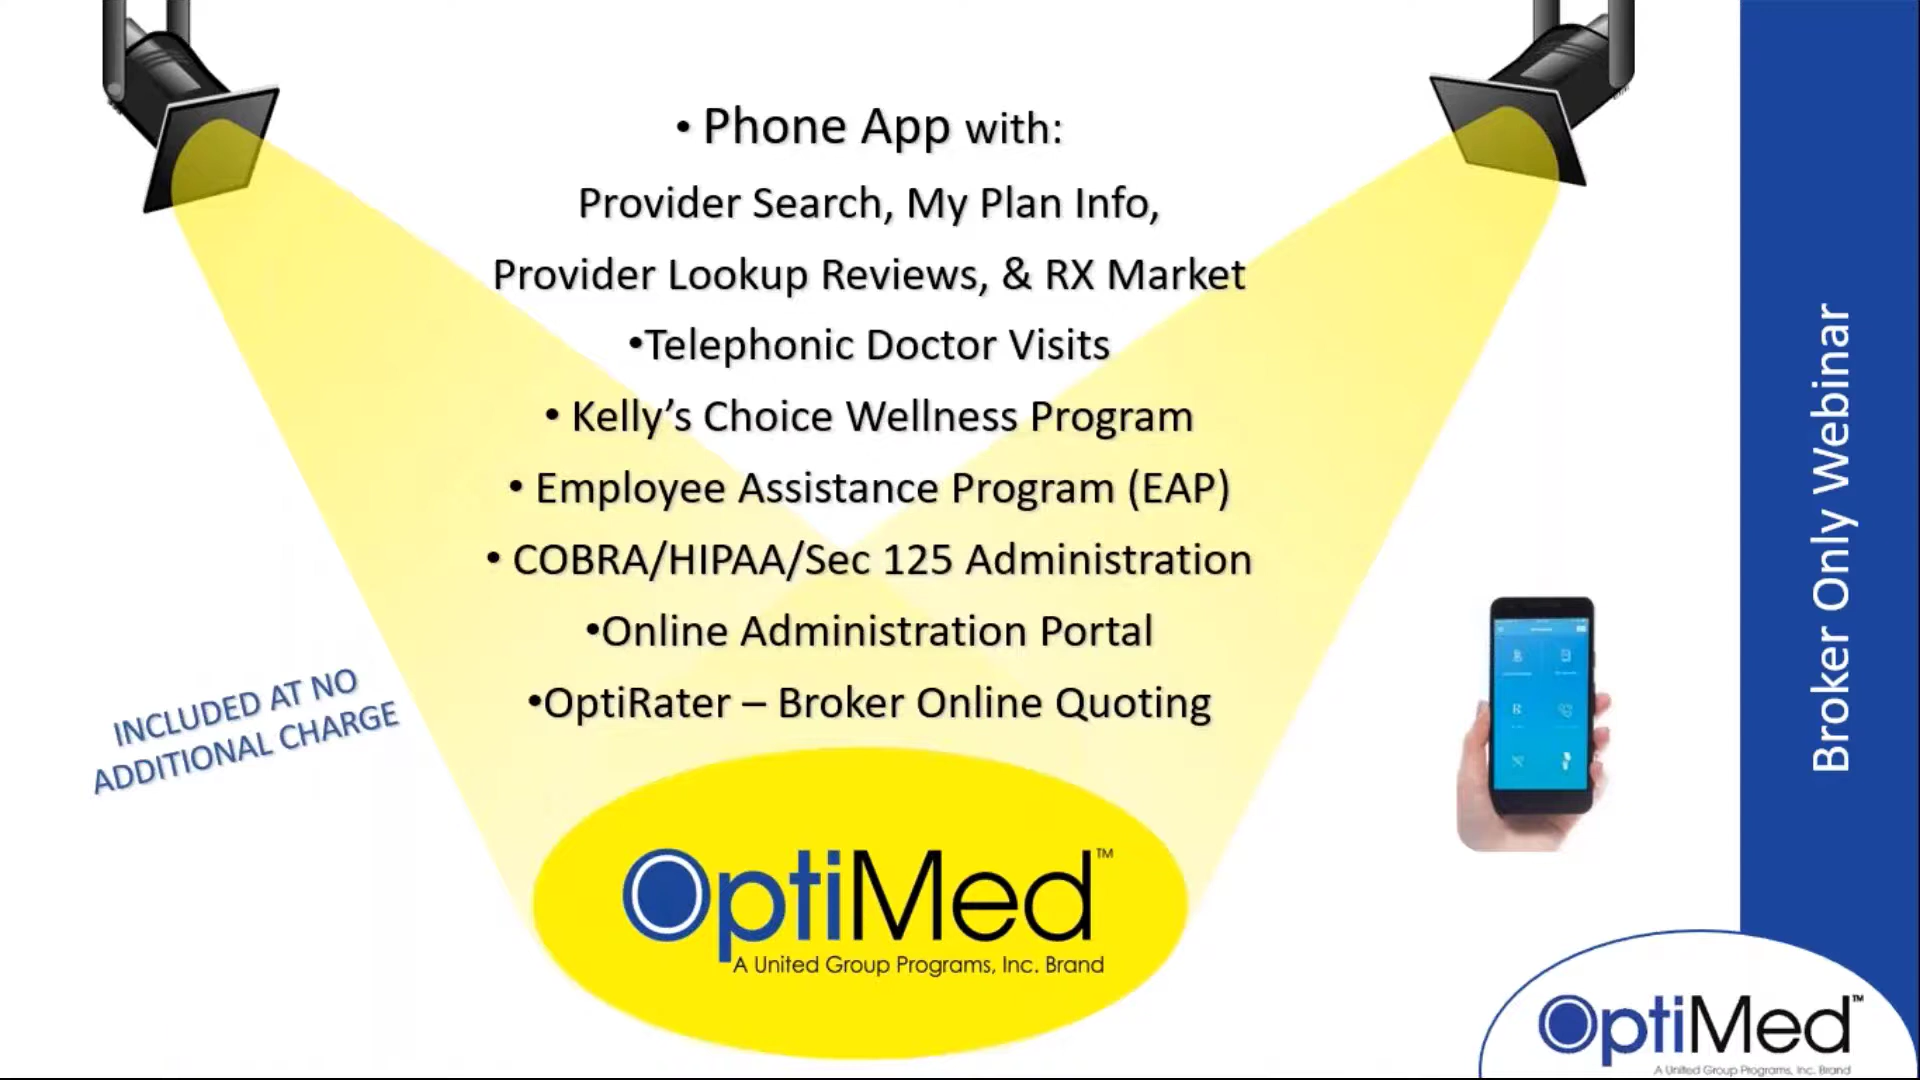 • Phone App with:
Provider Search, My Plan Info,
Provider Lookup Reviews, & RX Market
•Telephonic Doctor Visits
• Kelly’s Choice Wellness Program
• Employee Assistance Program (EAP)
• COBRA/HIPAA/Sec 125 Administration
•Online Administration Portal
•OptiRater – Broker Online Quoting
INCLUDED AT NO
ADDITIONAL CHARGE
OptiMed™
A United Group Programs, Inc. Brand
Broker Only Webinar
OptiMed™
A United Group Programs, Inc. Brand